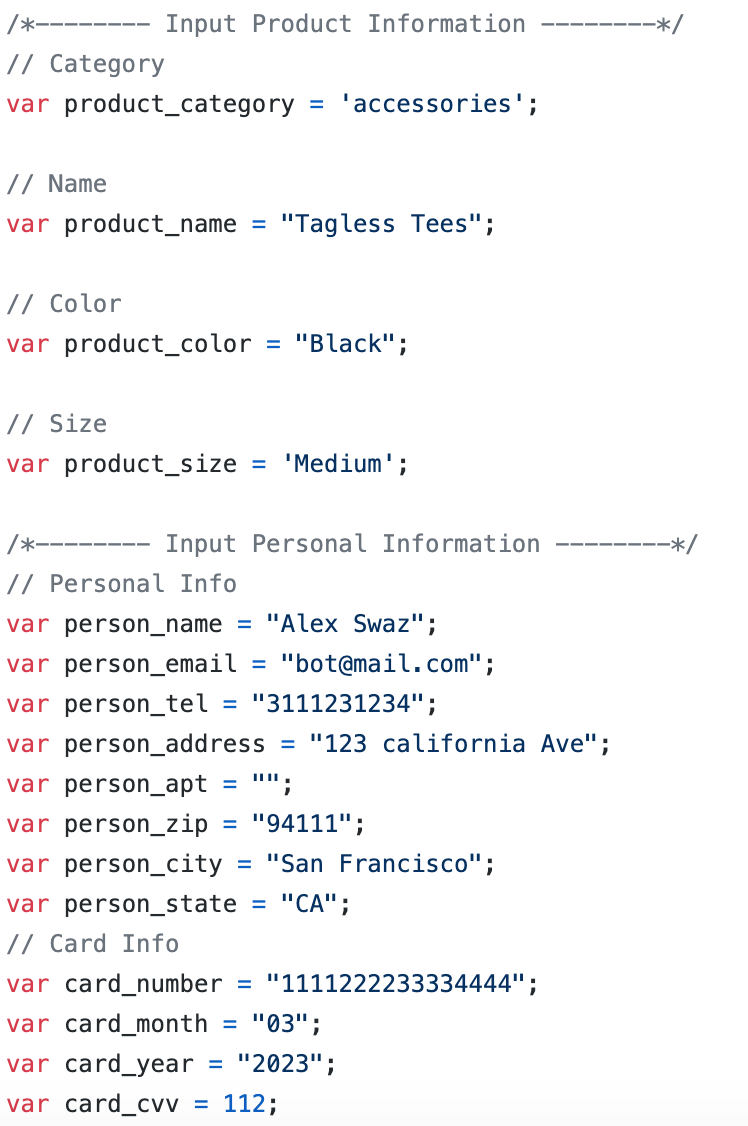 /*-------- Input Product Information --------*/
// Category
var product_category = 'accessories';
// Name
var product_name = "Tagless Tees";
// Color
var product_color = "Black";
// Size
var product_size = 'Medium';
/*-------- Input Personal Information --------*/
// Personal Info
var person_name = "Alex Swaz";
var person_email = "bot@mail.com";
var person_tel = "3111231234";
var person_address = "123 california Ave";
var person_apt = "";
var person_zip = "94111";
var person_city = "San Francisco";
var person_state = "CA";
// Card Info
var card_number = "1111222233334444";
var card_month = "03";
var card_year = "2023";
var card_cvv = 112;